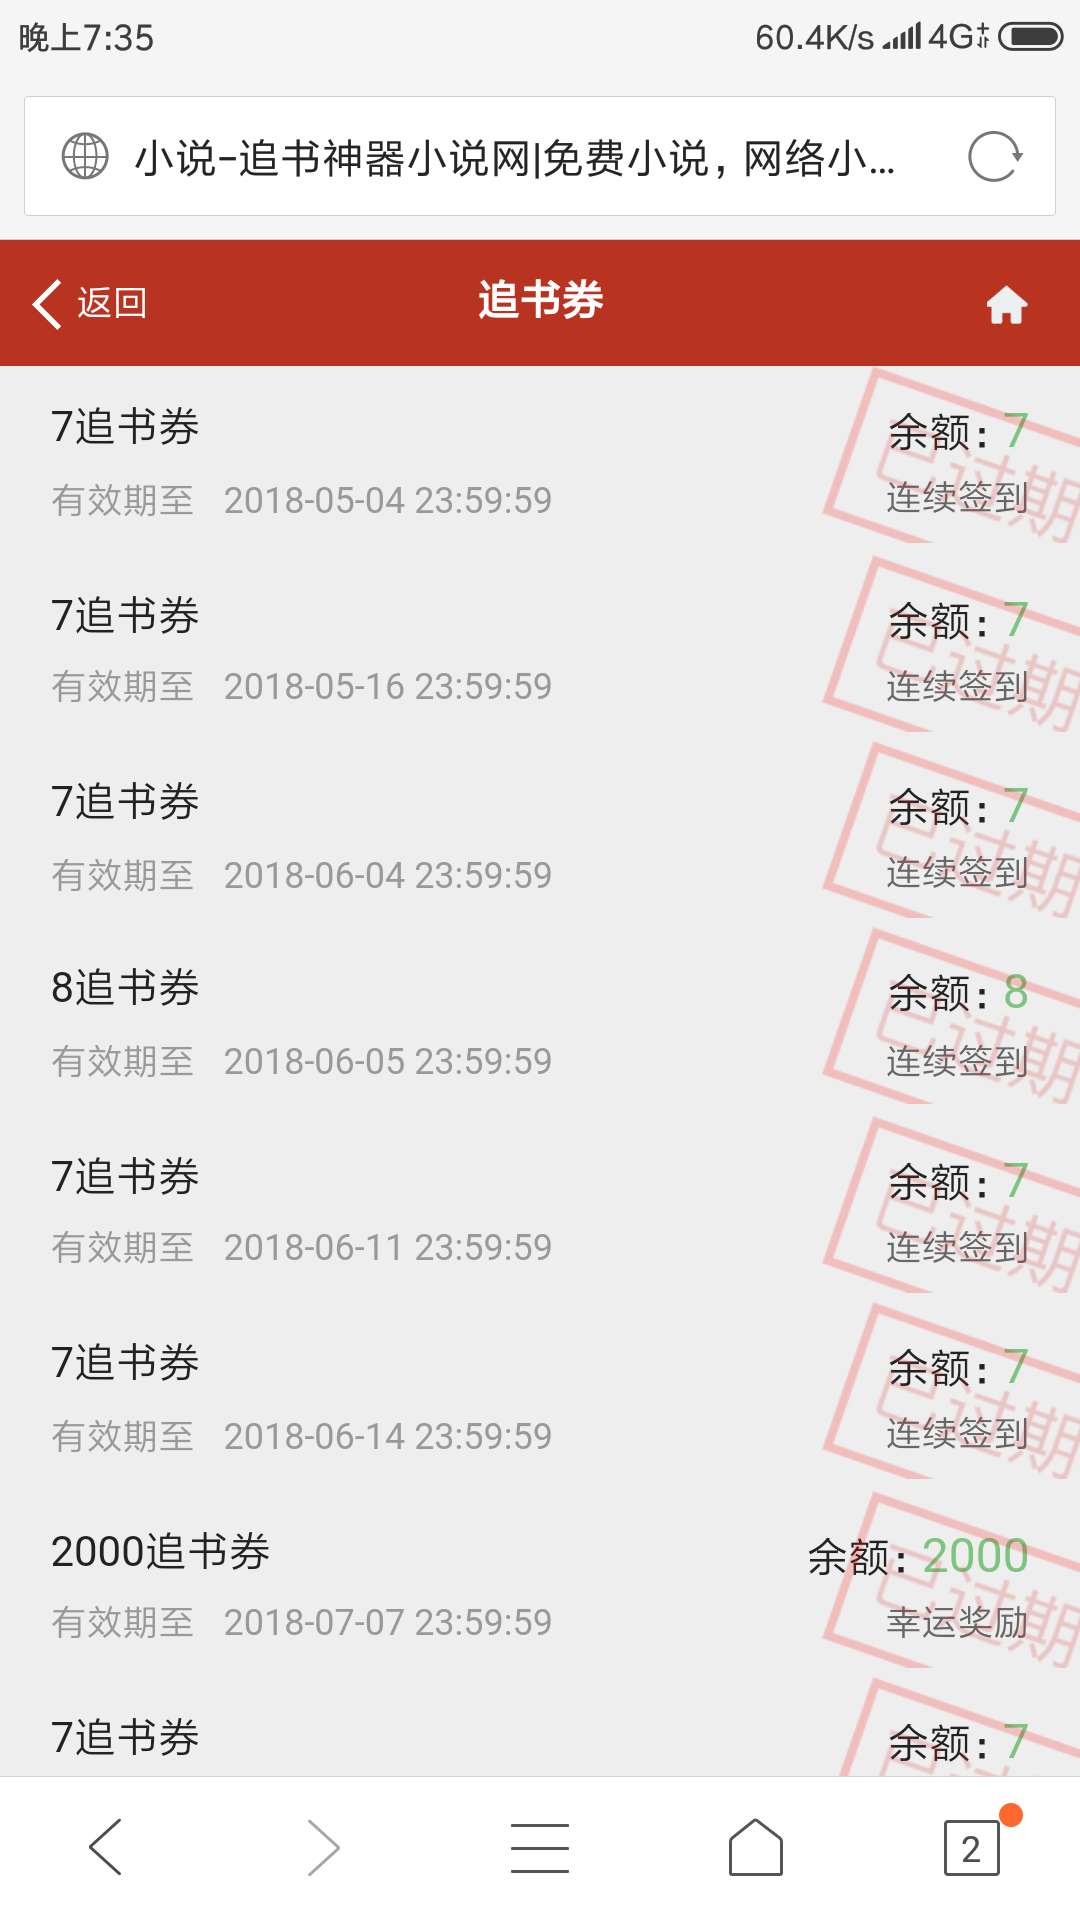 晚上7:35
60.4K/s 4G
小说-追书神器小说网|免费小说，网络小...
返回
追书券
7追书券
余额：7
有效期至 2018-05-04 23:59:59
连续签到
已过期
7追书券
余额：7
有效期至 2018-05-16 23:59:59
连续签到
已过期
7追书券
余额：7
有效期至 2018-06-04 23:59:59
连续签到
已过期
8追书券
余额：8
有效期至 2018-06-05 23:59:59
连续签到
已过期
7追书券
余额：7
有效期至 2018-06-11 23:59:59
连续签到
已过期
7追书券
余额：7
有效期至 2018-06-14 23:59:59
连续签到
已过期
2000追书券
余额：2000
有效期至 2018-07-07 23:59:59
幸运奖励
已过期
7追书券
余额：7
2